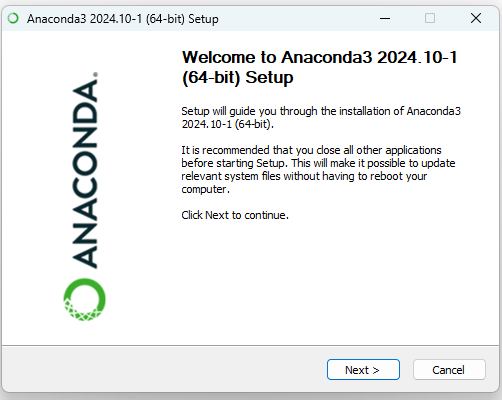 Anaconda3 2024.10-1 (64-bit) Setup
ANACONDA.
Welcome to Anaconda3 2024.10-1
(64-bit) Setup
Setup will guide you through the installation of Anaconda3
2024.10-1 (64-bit).
It is recommended that you close all other applications
before starting Setup. This will make it possible to update
relevant system files without having to reboot your
computer.
Click Next to continue.
Next >
Cancel